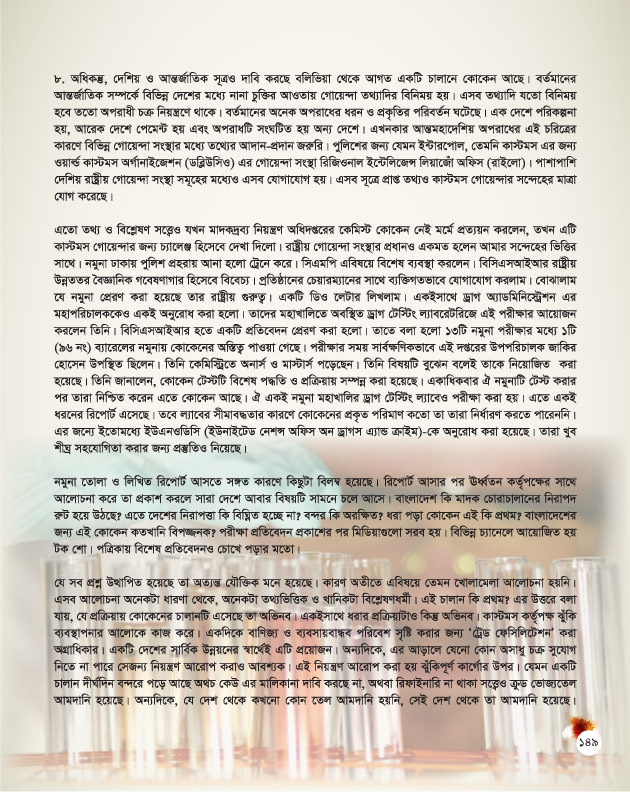 ৮. অধিকন্তু, দেশিয় ও আন্তর্জাতিক সূত্রও দাবি করছে বলিভিয়া থেকে আগত একটি চালানে কোকেন আছে। বর্তমানের
আন্তর্জাতিক সম্পর্কে বিভিন্ন দেশের মধ্যে নানা চুক্তির আওতায় গোয়েন্দা তথ্যাদির বিনিময় হয়। এসব তথ্যাদি যতো বিনিময়
হবে ততো অপরাধী চক্র নিয়ন্ত্রণে থাকে। বর্তমানের অনেক অপরাধের ধরন ও প্রকৃতির পরিবর্তন ঘটেছে। এক দেশে পরিকল্পনা
হয়, আরেক দেশে পেমেন্ট হয় এবং অপরাধটি সংঘটিত হয় অন্য দেশে। এখনকার আন্তমহাদেশিয় অপরাধের এই চরিত্রের
কারণে বিভিন্ন গোয়েন্দা সংস্থার মধ্যে তথ্যের আদান-প্রদান জরুরি। পুলিশের জন্য যেমন ইন্টারপোল, তেমনি কাস্টমস এর জন্য
ওয়ার্ল্ড কাস্টমস অর্গানাইজেশন (ডব্লিউসিও) এর গোয়েন্দা সংস্থা রিজিওনাল ইন্টেলিজেন্স লিয়াজোঁ অফিস (রাইলো)। পাশাপাশি
দেশিয় রাষ্ট্রীয় গোয়েন্দা সংস্থা সমূহের মধ্যেও এসব যোগাযোগ হয়। এসব সূত্রে প্রাপ্ত তথ্যও কাস্টমস গোয়েন্দার সন্দেহের মাত্রা
যোগ করেছে।
এতো তথ্য ও বিশ্লেষণ সত্ত্বেও যখন মাদকদ্রব্য নিয়ন্ত্রণ অধিদপ্তরের কেমিস্ট কোকেন নেই মর্মে প্রত্যয়ন করলেন, তখন এটি
কাস্টমস গোয়েন্দার জন্য চ্যালেঞ্জ হিসেবে দেখা দিলো। রাষ্ট্রীয় গোয়েন্দা সংস্থার প্রধানও একমত হলেন আমার সন্দেহের ভিত্তির
সাথে। নমুনা ঢাকায় পুলিশ প্রহরায় আনা হলো ট্রেনে করে। সিএমপি এবিষয়ে বিশেষ ব্যবস্থা করলেন। বিসিএসআইআর রাষ্ট্রীয়
উন্নততর বৈজ্ঞানিক গবেষণাগার হিসেবে বিবেচ্য। প্রতিষ্ঠানের চেয়ারম্যানের সাথে ব্যক্তিগতভাবে যোগাযোগ করলাম। বোঝালাম
যে নমুনা প্রেরণ করা হয়েছে তার রাষ্ট্রীয় গুরুত্ব। একটি ডিও লেটার লিখলাম। একইসাথে ড্রাগ অ্যাডমিনিস্ট্রেশন এর
মহাপরিচালককেও একই অনুরোধ করা হলো। তাদের মহাখালিতে অবস্থিত ড্রাগ টেস্টিং ল্যাবরেটরিজে এই পরীক্ষার আয়োজন
করলেন তিনি। বিসিএসআইআর হতে একটি প্রতিবেদন প্রেরণ করা হলো। তাতে বলা হলো ১৩টি নমুনা পরীক্ষার মধ্যে ১টি
(৯৬ নং) ব্যারেলের নমুনায় কোকেনের অস্তিত্ব পাওয়া গেছে। পরীক্ষার সময় সার্বক্ষণিকভাবে এই দপ্তরের উপপরিচালক জাকির
হোসেন উপস্থিত ছিলেন। তিনি কেমিস্ট্রিতে অনার্স ও মাস্টার্স পড়েছেন। তিনি বিষয়টি বুঝেন বলেই তাকে নিয়োজিত করা
হয়েছে। তিনি জানালেন, কোকেন টেস্টটি বিশেষ পদ্ধতি ও প্রক্রিয়ায় সম্পন্ন করা হয়েছে। একাধিকবার ঐ নমুনাটি টেস্ট করার
পর তারা নিশ্চিত করেন এতে কোকেন আছে। ঐ একই নমুনা মহাখালির ড্রাগ টেস্টিং ল্যাবেও পরীক্ষা করা হয়। এতে একই
ধরনের রিপোর্ট এসেছে। তবে ল্যাবের সীমাবদ্ধতার কারণে কোকেনের প্রকৃত পরিমাণ কতো তা তারা নির্ধারণ করতে পারেননি।
এর জন্যে ইতোমধ্যে ইউএনওডিসি (ইউনাইটেড নেশন্স অফিস অন ড্রাগস এ্যান্ড ক্রাইম)-কে অনুরোধ করা হয়েছে। তারা খুব
শীঘ্র সহযোগিতা করার জন্য প্রস্তুতিও নিয়েছে।
নমুনা তোলা ও লিখিত রিপোর্ট আসতে সঙ্গত কারণে কিছুটা বিলম্ব হয়েছে। রিপোর্ট আসার পর ঊর্ধ্বতন কর্তৃপক্ষের সাথে
আলোচনা করে তা প্রকাশ করলে সারা দেশে আবার বিষয়টি সামনে চলে আসে। বাংলাদেশ কি মাদক চোরাচালানের নিরাপদ
রুট হয়ে উঠছে? এতে দেশের নিরাপত্তা কি বিঘ্নিত হচ্ছে না? বন্দর কি অরক্ষিত? ধরা পড়া কোকেন এই কি প্রথম? বাংলাদেশের
জন্য এই কোকেন কতখানি বিপজ্জনক? পরীক্ষা প্রতিবেদন প্রকাশের পর মিডিয়াগুলো সরব হয়। বিভিন্ন চ্যানেলে আয়োজিত হয়
টক শো। পত্রিকায় বিশেষ প্রতিবেদনও চোখে পড়ার মতো।
যে সব প্রশ্ন উত্থাপিত হয়েছে তা অত্যন্ত যৌক্তিক মনে হয়েছে। কারণ অতীতে এবিষয়ে তেমন খোলামেলা আলোচনা হয়নি।
এসব আলোচনা অনেকটা ধারণা থেকে, অনেকটা তথ্যভিত্তিক ও খানিকটা বিশ্লেষণধর্মী। এই চালান কি প্রথম? এর উত্তরে বলা
যায়, যে প্রক্রিয়ায় কোকেনের চালানটি এসেছে তা অভিনব। একইসাথে ধরার প্রক্রিয়াটাও কিন্তু অভিনব। কাস্টমস কর্তৃপক্ষ ঝুঁকি
ব্যবস্থাপনার আলোকে কাজ করে। একদিকে বাণিজ্য ও ব্যবসায়বান্ধব পরিবেশ সৃষ্টি করার জন্য ‘ট্রেড ফেসিলিটেশন’ করা
অগ্রাধিকার। একটি দেশের সার্বিক উন্নয়নের স্বার্থেই এটি প্রয়োজন। অন্যদিকে, এর আড়ালে যেনো কোন অসাধু চক্র সুযোগ
নিতে না পারে সেজন্য নিয়ন্ত্রণ আরোপ করাও আবশ্যক। এই নিয়ন্ত্রণ আরোপ করা হয় ঝুঁকিপূর্ণ কার্গোর উপর। যেমন একটি
চালান দীর্ঘদিন বন্দরে পড়ে আছে অথচ কেউ এর মালিকানা দাবি করছে না, অথবা রিফাইনারি না থাকা সত্ত্বেও ক্রুড ভোজ্যতেল
আমদানি হয়েছে। অন্যদিকে, যে দেশ থেকে কখনো কোন তেল আমদানি হয়নি, সেই দেশ থেকে তা আমদানি হয়েছে।
১৪৯